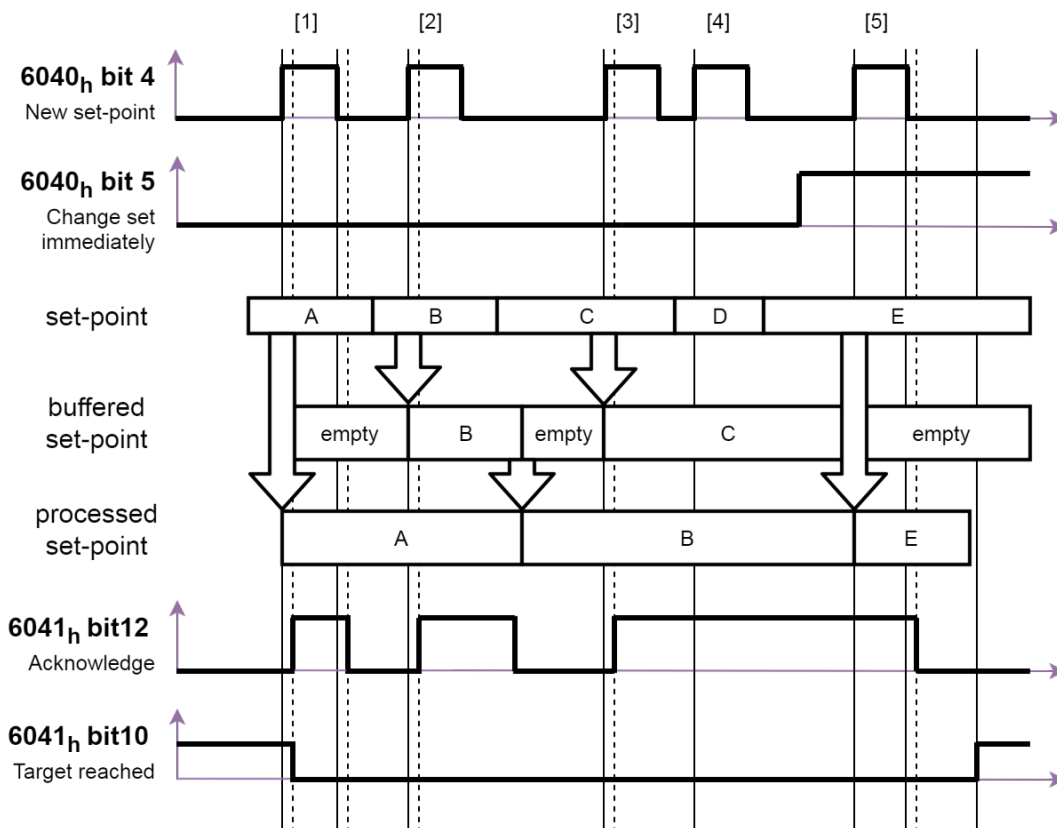 [1] [2] [3] [4] [5]
6040h bit 4
New set-point
6040h bit 5
Change set
immediately
set-point
A B C D E
buffered
set-point
empty B empty C empty
processed
set-point
A B E
6041h bit12
Acknowledge
6041h bit10
Target reached